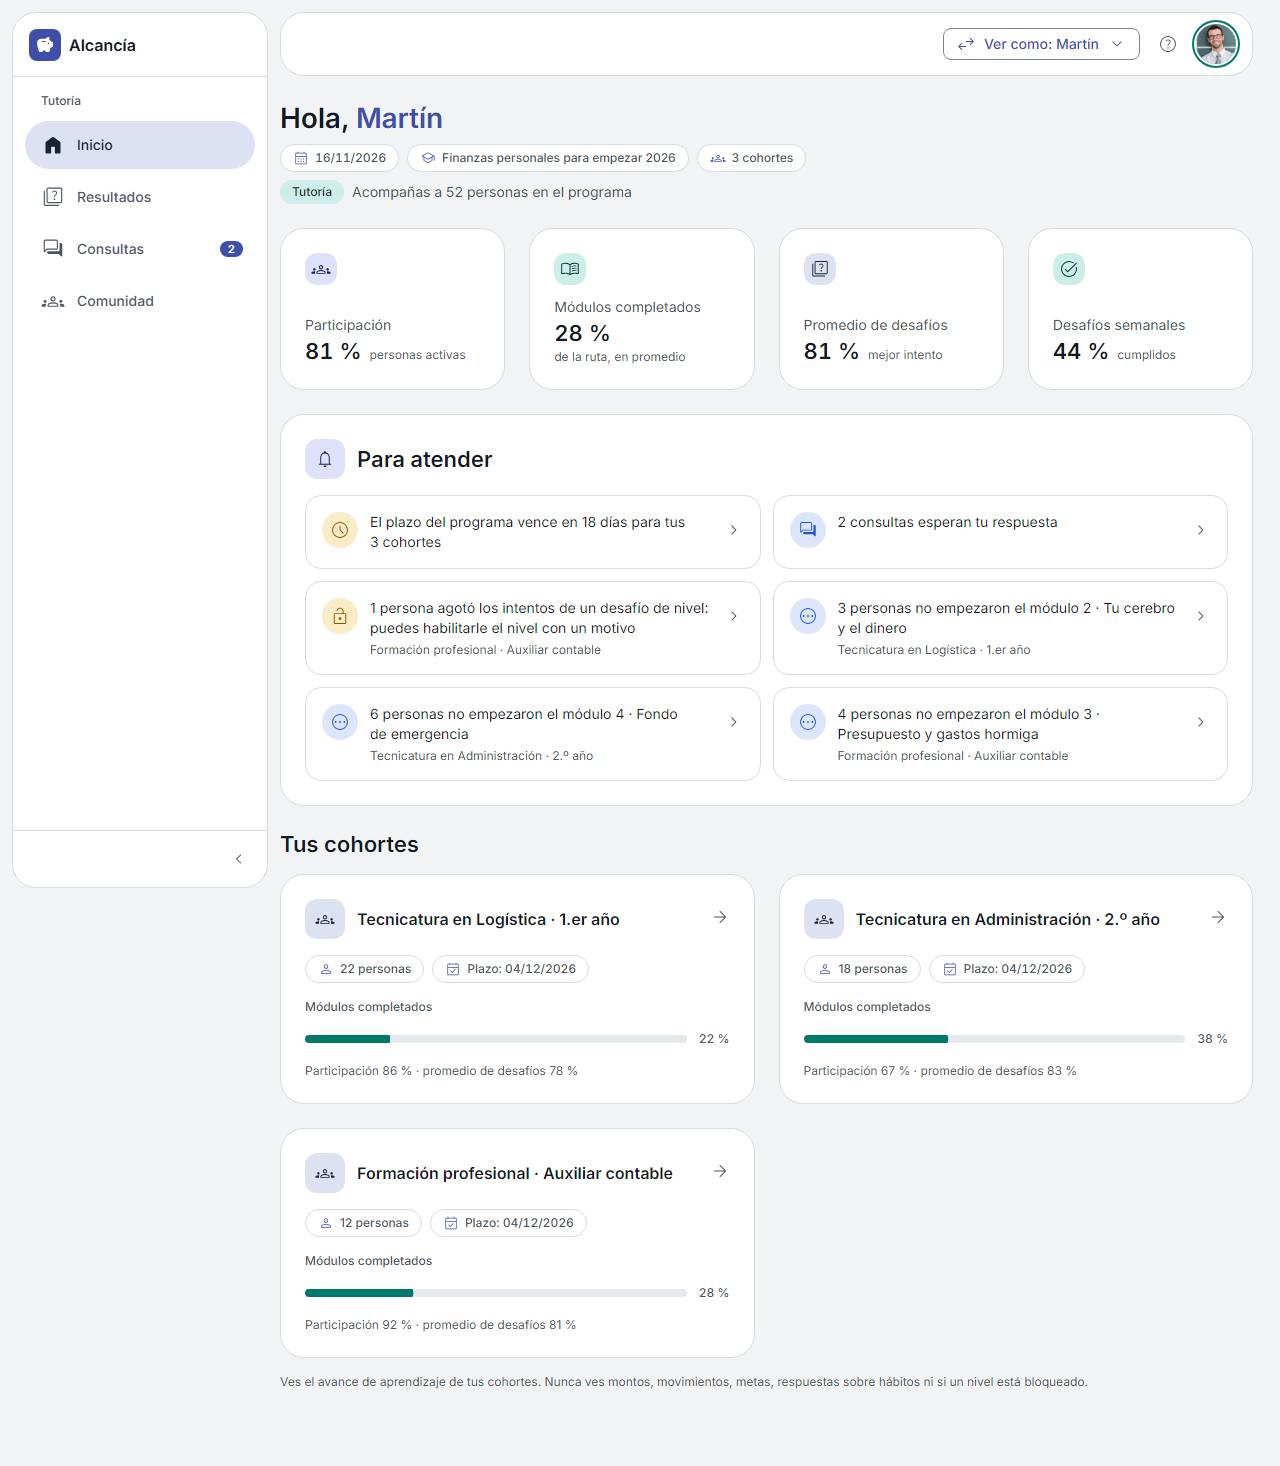 Alcancía
Ver como: Martín
Tutoría
Inicio
Resultados
Consultas
2
Comunidad
Hola, Martín
16/11/2026
Finanzas personales para empezar 2026
3 cohortes
Tutoría
Acompañas a 52 personas en el programa
Participación
81 % personas activas
Módulos completados
28 %
de la ruta, en promedio
Promedio de desafíos
81 % mejor intento
Desafíos semanales
44 % cumplidos
Para atender
El plazo del programa vence en 18 días para tus
3 cohortes
2 consultas esperan tu respuesta
1 persona agotó los intentos de un desafío de nivel:
puedes habilitarle el nivel con un motivo
Formación profesional · Auxiliar contable
3 personas no empezaron el módulo 2 · Tu cerebro
y el dinero
Tecnicatura en Logística · 1.er año
6 personas no empezaron el módulo 4 · Fondo
de emergencia
Tecnicatura en Administración · 2.º año
4 personas no empezaron el módulo 3 ·
Presupuesto y gastos hormiga
Formación profesional · Auxiliar contable
Tus cohortes
Tecnicatura en Logística · 1.er año
22 personas
Plazo: 04/12/2026
Módulos completados
22 %
Participación 86 % · promedio de desafíos 78 %
Tecnicatura en Administración · 2.º año
18 personas
Plazo: 04/12/2026
Módulos completados
38 %
Participación 67 % · promedio de desafíos 83 %
Formación profesional · Auxiliar contable
12 personas
Plazo: 04/12/2026
Módulos completados
28 %
Participación 92 % · promedio de desafíos 81 %
Ves el avance de aprendizaje de tus cohortes. Nunca ves montos, movimientos, metas, respuestas sobre hábitos ni si un nivel está bloqueado.